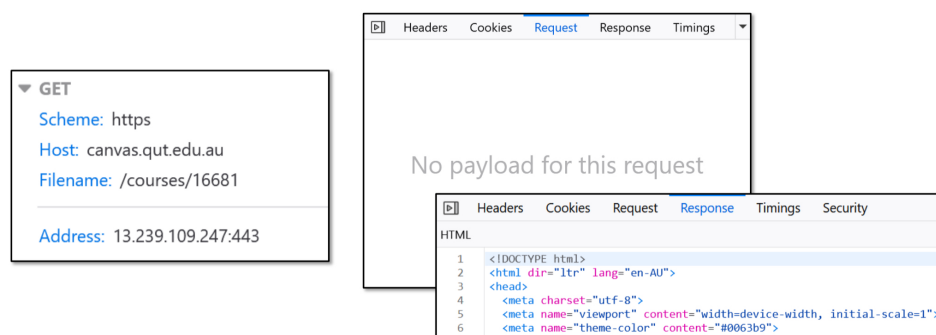 GET
Scheme: https
Host: canvas.qut.edu.au
Filename: /courses/16681
Address: 13.239.109.247:443
Headers Cookies Request Response Timings
No payload for this request
Headers Cookies Request Response Timings Security
HTML
1 <!DOCTYPE html>
2 <html dir="ltr" lang="en-AU">
3 <head>
4 <meta charset="utf-8">
5 <meta name="viewport" content="width=device-width, initial-scale=1">
6 <meta name="theme-color" content="#0063b9">